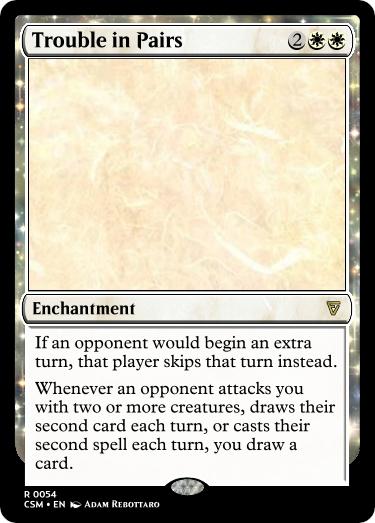 Trouble in Pairs 2
Enchantment
If an opponent would begin an extra
turn, that player skips that turn instead.
Whenever an opponent attacks you
with two or more creatures, draws their
second card each turn, or casts their
second spell each turn, you draw a
card.
R 0054
CSM • EN Adam Rebottaro